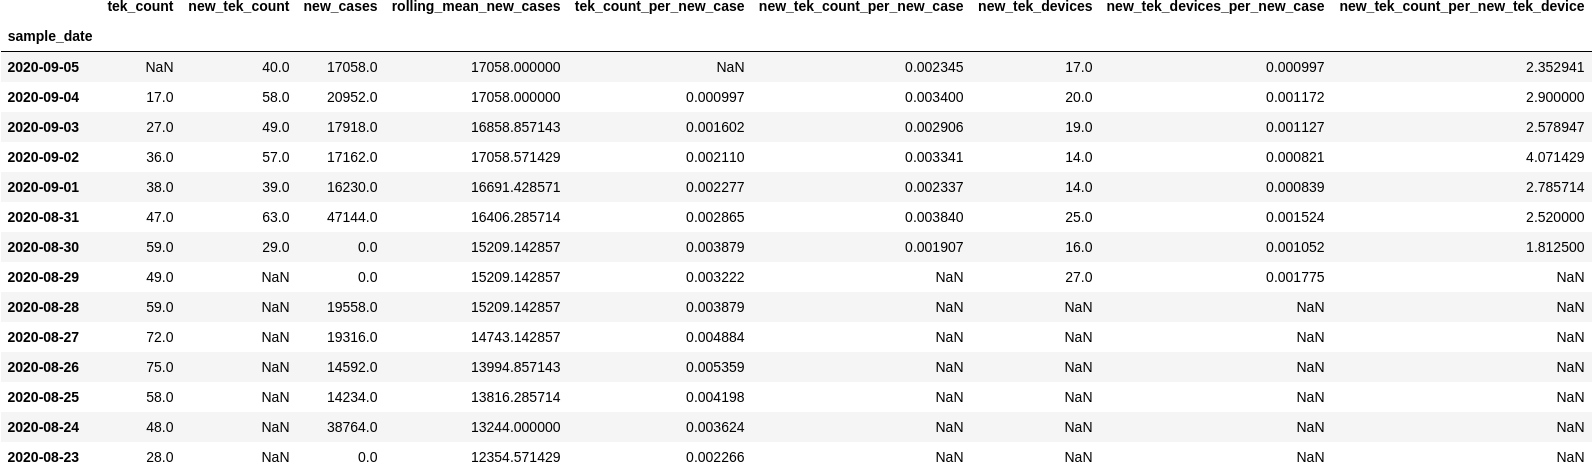 tek_count new_tek_count new_cases rolling_mean_new_cases tek_count_per_new_case new_tek_count_per_new_case new_tek_devices new_tek_devices_per_new_case new_tek_count_per_new_tek_device
sample_date
2020-09-05 NaN 40.0 17058.0 17058.000000 NaN 0.002345 17.0 0.000997 2.352941
2020-09-04 17.0 58.0 20952.0 17058.000000 0.000997 0.003400 20.0 0.001172 2.900000
2020-09-03 27.0 49.0 17918.0 16858.857143 0.001602 0.002906 19.0 0.001127 2.578947
2020-09-02 36.0 57.0 17162.0 17058.571429 0.002110 0.003341 14.0 0.000821 4.071429
2020-09-01 38.0 39.0 16230.0 16691.428571 0.002277 0.002337 14.0 0.000839 2.785714
2020-08-31 47.0 63.0 47144.0 16406.285714 0.002865 0.003840 25.0 0.001524 2.520000
2020-08-30 59.0 29.0 0.0 15209.142857 0.003879 0.001907 16.0 0.001052 1.812500
2020-08-29 49.0 NaN 0.0 15209.142857 0.003222 NaN 27.0 0.001775 NaN
2020-08-28 59.0 NaN 19558.0 15209.142857 0.003879 NaN NaN NaN NaN
2020-08-27 72.0 NaN 19316.0 14743.142857 0.004884 NaN NaN NaN NaN
2020-08-26 75.0 NaN 14592.0 13994.857143 0.005359 NaN NaN NaN NaN
2020-08-25 58.0 NaN 14234.0 13816.285714 0.004198 NaN NaN NaN NaN
2020-08-24 48.0 NaN 38764.0 13244.000000 0.003624 NaN NaN NaN NaN
2020-08-23 28.0 NaN 0.0 12354.571429 0.002266 NaN NaN NaN NaN